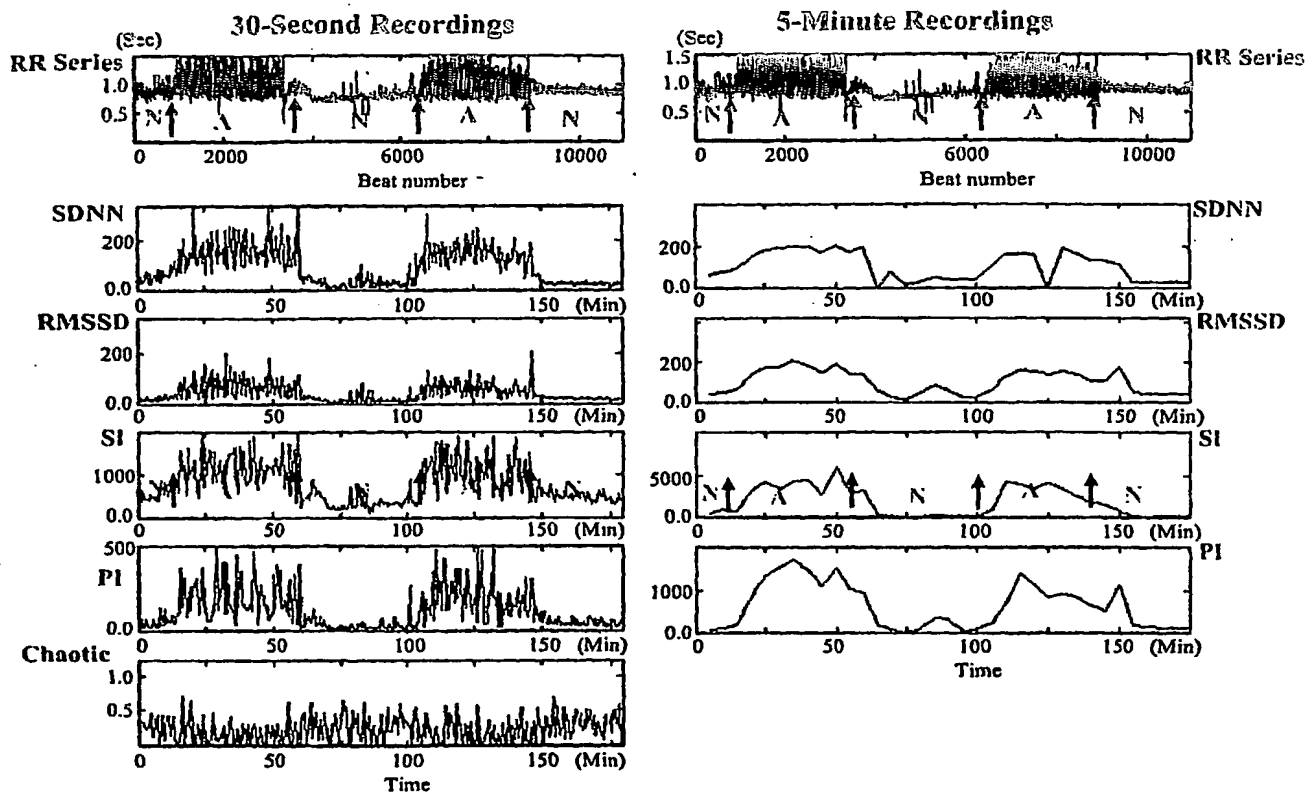 30-Second Recordings
5-Minute Recordings
(Sec)
RR Series
1.0
0.5
N A N A N
0 2000 6000 10000
Beat number
(Sec)
1.5
1.0
0.5
RR Series
N A N A N
0 2000 6000 10000
Beat number
SDNN
200
0.0
0 50 100 150 (Min)
SDNN
200
0.0
0 50 100 150 (Min)
RMSSD
200
0.0
0 50 100 150 (Min)
RMSSD
200
0.0
0 50 100 150 (Min)
SI
1000
0.0
0 50 100 150 (Min)
SI
5000
N A N A N
0.0
0 50 100 150 (Min)
PI
500
0.0
0 50 100 150 (Min)
PI
1000
0.0
0 50 100 150 (Min)
Time
Chaotic
1.0
0.5
0 50 100 150 (Min)
Time